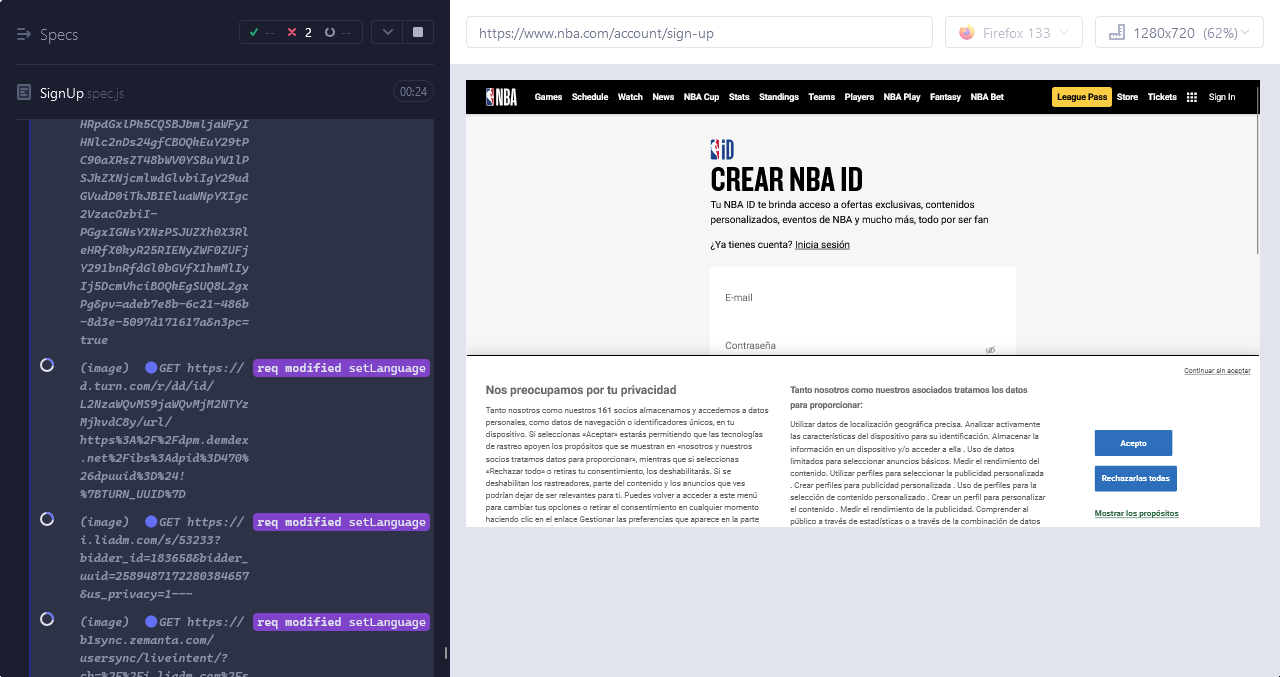 Specs
-- 2 --
SignUp.spec.js
00:24
HRpdGxlPk5CQSBJbmljaWFyI
HNlc2nDs24gfCBOQkEuY29tP
C90aXRsZT48bWV0YSBuYW1lP
SJkZXNjcmlwdGlvbiIgY29ud
GVudD0iTkJBIEluaWNpYXIgc
2VzacOzbiI-
PGgxIGNsYXNzPSJUZXh0X3Rl
eHRfX0kyR25RIENyZWF0ZUFj
Y291bnRfdGl0bGVfX1hmMlIy
Ij5DcmVhciBOQkEgSUQ8L2gx
Pg&pv=adeb7e8b-6c21-486b
-8d3e-5097d171617a&n3pc=
true
(image) GET https:// req modified setLanguage
d.turn.com/r/dd/id/
L2NzaWQvMS9jaWQvMjM2NTYz
MjkvdC8y/url/
https%3A%2F%2Fdpm.demdex
.net%2Fibs%3Adpid%3D470%
26dpuuid%3D%24!
%7BTURN_UUID%7D
(image) GET https:// req modified setLanguage
i.liadm.com/s/53233?
bidder_id=183658&bidder_
uuid=2589487172280384657
&us_privacy=1---
(image) GET https:// req modified setLanguage
b1sync.zemanta.com/
usersync/liveintent/?
cb=%2F%2Fi.liadm.com%2Fs
https://www.nba.com/account/sign-up
Firefox 133
1280x720 (62%)
NBA Games Schedule Watch News NBA Cup Stats Standings Teams Players NBA Play Fantasy NBA Bet League Pass Store Tickets Sign In
iD
CREAR NBA ID
Tu NBA ID te brinda acceso a ofertas exclusivas, contenidos
personalizados, eventos de NBA y mucho más, todo por ser fan
¿Ya tienes cuenta? Inicia sesión
E-mail
Contraseña
Continuar sin aceptar
Nos preocupamos por tu privacidad
Tanto nosotros como nuestros 161 socios almacenamos y accedemos a datos
personales, como datos de navegación o identificadores únicos, en tu
dispositivo. Si seleccionas «Aceptar» estarás permitiendo que las tecnologías
de rastreo apoyen los propósitos que se muestran en «nosotros y nuestros
socios tratamos datos para proporcionar», mientras que si seleccionas
«Rechazar todo» o retiras tu consentimiento, los deshabilitarás. Si se
deshabilitan los rastreadores, parte del contenido y los anuncios que ves
podrían dejar de ser relevantes para ti. Puedes volver a acceder a este menú
para cambiar tus opciones o retirar el consentimiento en cualquier momento
haciendo clic en el enlace Gestionar las preferencias que aparece en la parte
Tanto nosotros como nuestros asociados tratamos los datos
para proporcionar:
Utilizar datos de localización geográfica precisa. Analizar activamente
las características del dispositivo para su identificación. Almacenar la
información en un dispositivo y/o acceder a ella . Uso de datos
limitados para seleccionar anuncios básicos. Medir el rendimiento del
contenido. Utilizar perfiles para seleccionar la publicidad personalizada
. Crear perfiles para publicidad personalizada . Uso de perfiles para la
selección de contenido personalizado . Crear un perfil para personalizar
el contenido . Medir el rendimiento de la publicidad. Comprender al
público a través de estadísticas o a través de la combinación de datos
Acepto
Rechazarlas todas
Mostrar los propósitos